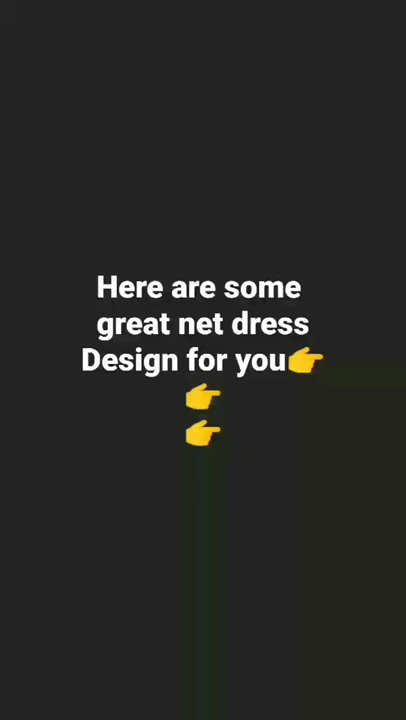 Here are some
great net dress
Design for you👉
👉
👉